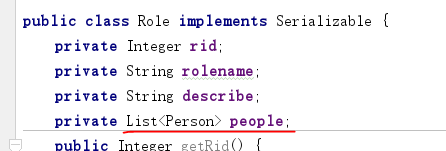 public class Role implements Serializable {
private Integer rid;
private String rolename;
private String describe;
private List<Person> people;
public Integer getRid() {